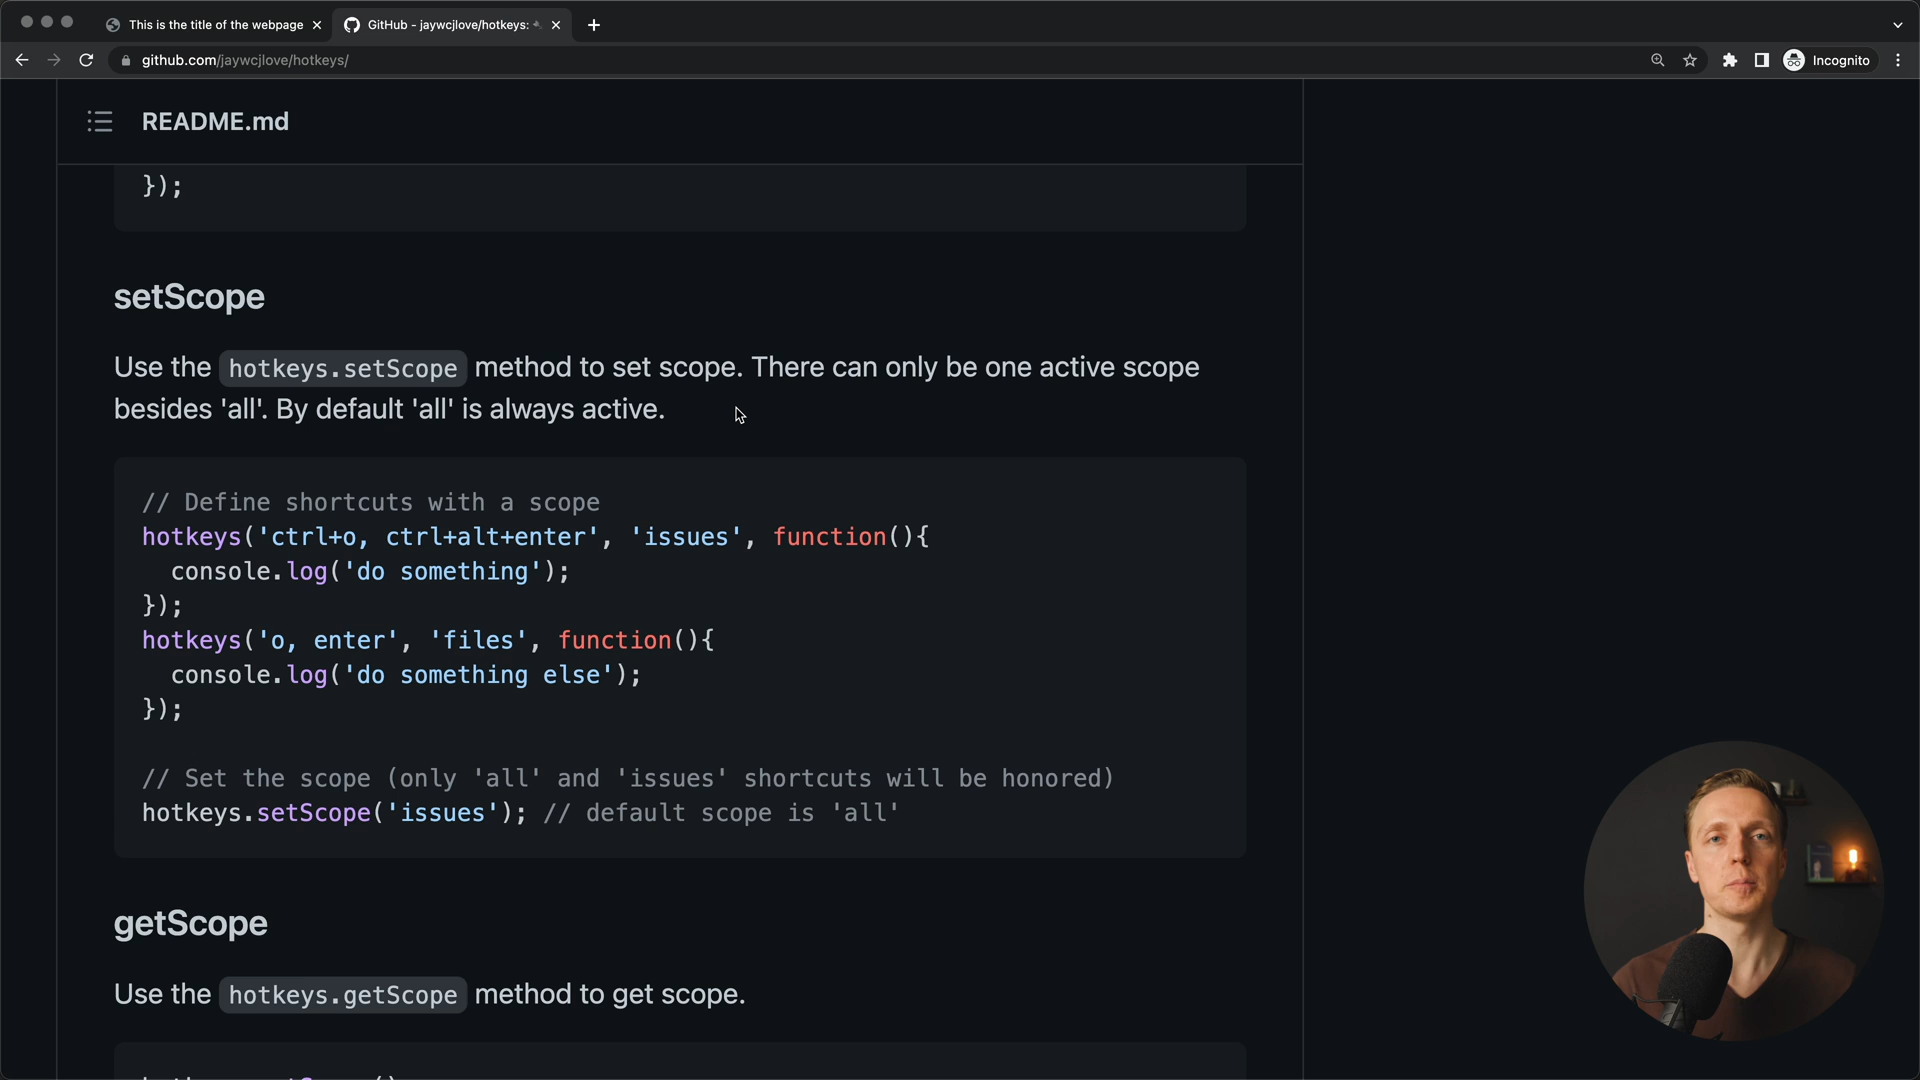 This is the title of the webpage
GitHub - jaywcjlove/hotkeys:
github.com/jaywcjlove/hotkeys/
Incognito
README.md
});
setScope
Use the hotkeys.setScope method to set scope. There can only be one active scope
besides 'all'. By default 'all' is always active.
// Define shortcuts with a scope
hotkeys('ctrl+o, ctrl+alt+enter', 'issues', function(){
  console.log('do something');
});
hotkeys('o, enter', 'files', function(){
  console.log('do something else');
});
// Set the scope (only 'all' and 'issues' shortcuts will be honored)
hotkeys.setScope('issues'); // default scope is 'all'
getScope
Use the hotkeys.getScope method to get scope.